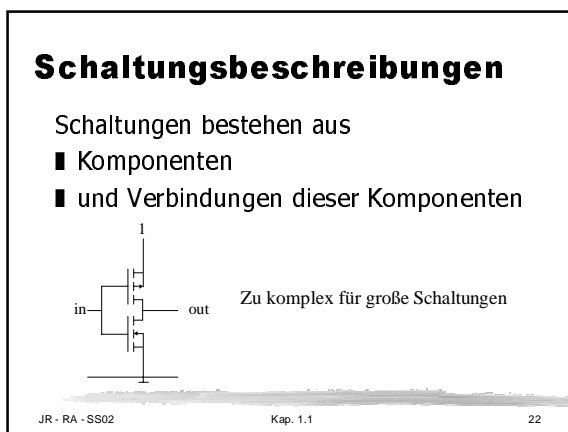 Schaltungsbeschreibungen
Schaltungen bestehen aus
Komponenten
und Verbindungen dieser Komponenten
1
in
out
Zu komplex für große Schaltungen
JR - RA - SS02
Kap. 1.1
22